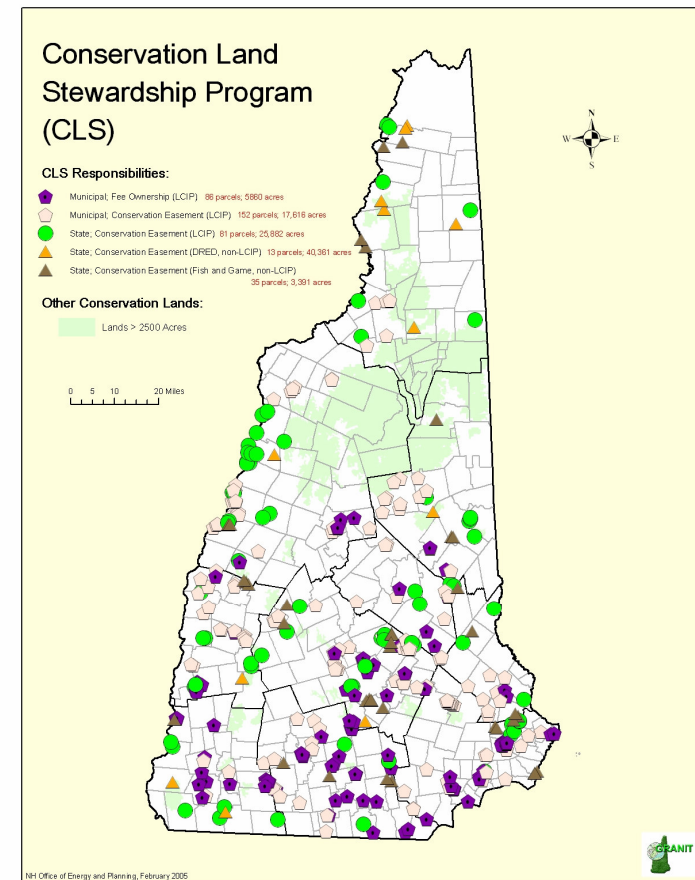 Conservation Land
Stewardship Program
(CLS)
N
W E
S
CLS Responsibilities:
Municipal; Fee Ownership (LCIP) 86 parcels; 5860 acres
Municipal; Conservation Easement (LCIP) 152 parcels; 17,616 acres
State; Conservation Easement (LCIP) 81 parcels; 25,882 acres
State; Conservation Easement (DRED, non-LCIP) 13 parcels; 40,361 acres
State; Conservation Easement (Fish and Game, non-LCIP)
35 parcels; 3,391 acres
Other Conservation Lands:
Lands > 2500 Acres
0 5 10 20 Miles
GRANIT
NH Office of Energy and Planning, February 2005